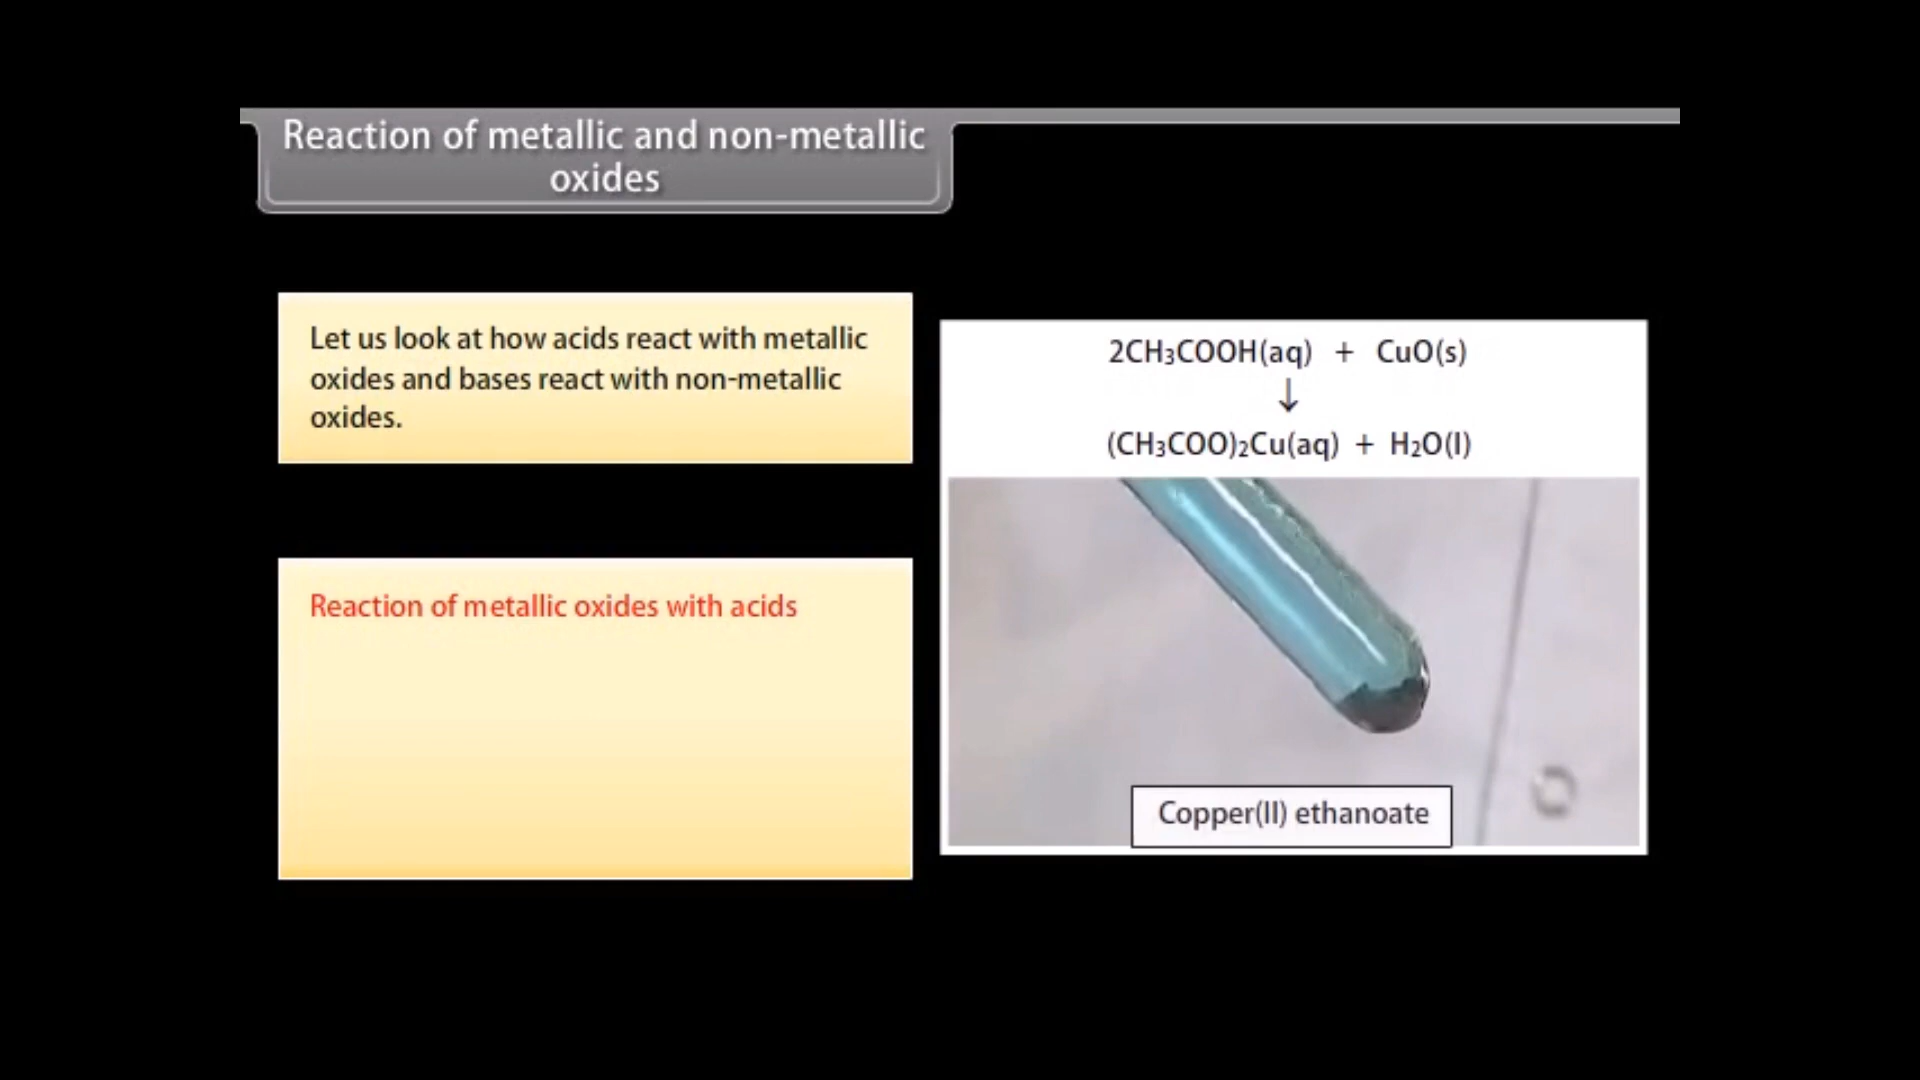 Reaction of metallic and non-metallic
oxides
Let us look at how acids react with metallic
oxides and bases react with non-metallic
oxides.
2CH₃COOH(aq) + CuO(s)
↓
(CH₃COO)₂Cu(aq) + H₂O(l)
Reaction of metallic oxides with acids
Copper(II) ethanoate